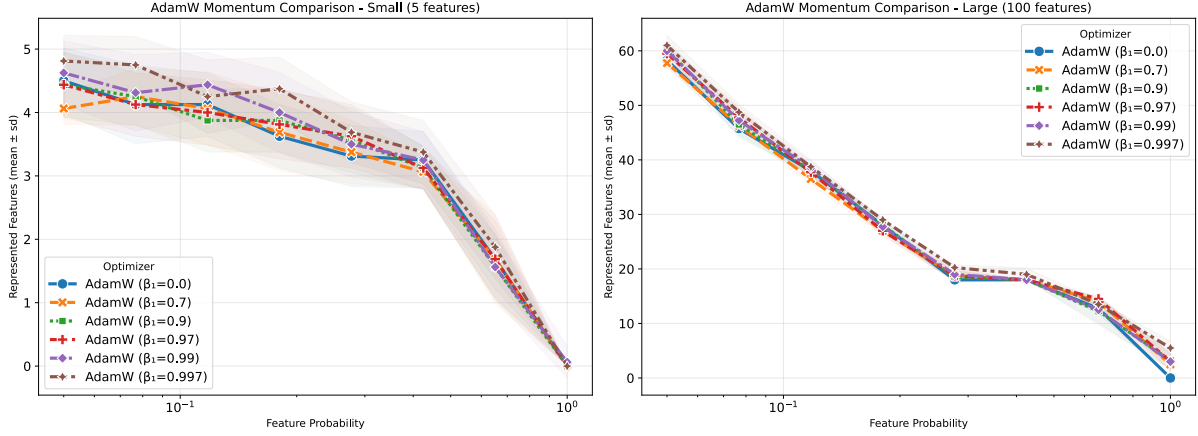 AdamW Momentum Comparison - Small (5 features)
Represented Features (mean ± sd)
5
4
3
2
1
0
Optimizer
AdamW (β₁=0.0)
AdamW (β₁=0.7)
AdamW (β₁=0.9)
AdamW (β₁=0.97)
AdamW (β₁=0.99)
AdamW (β₁=0.997)
10⁻¹
10⁰
Feature Probability
AdamW Momentum Comparison - Large (100 features)
Represented Features (mean ± sd)
60
50
40
30
20
10
0
Optimizer
AdamW (β₁=0.0)
AdamW (β₁=0.7)
AdamW (β₁=0.9)
AdamW (β₁=0.97)
AdamW (β₁=0.99)
AdamW (β₁=0.997)
10⁻¹
10⁰
Feature Probability